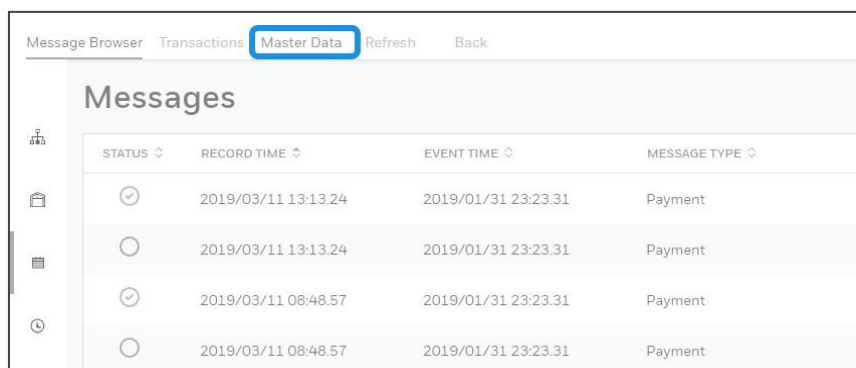 Message Browser Transactions Master Data Refresh Back
Messages
STATUS RECORD TIME EVENT TIME MESSAGE TYPE
2019/03/11 13:13.24 2019/01/31 23:23.31 Payment
2019/03/11 13:13.24 2019/01/31 23:23.31 Payment
2019/03/11 08:48.57 2019/01/31 23:23.31 Payment
2019/03/11 08:48.57 2019/01/31 23:23.31 Payment